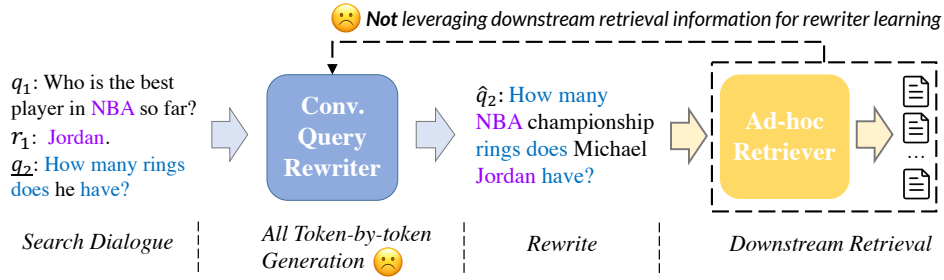 Not leveraging downstream retrieval information for rewriter learning
q1: Who is the best
player in NBA so far?
r1: Jordan.
q2: How many rings
does he have?
Conv.
Query
Rewriter
q̂2: How many
NBA championship
rings does Michael
Jordan have?
Ad-hoc
Retriever
...
Search Dialogue
All Token-by-token
Generation
Rewrite
Downstream Retrieval